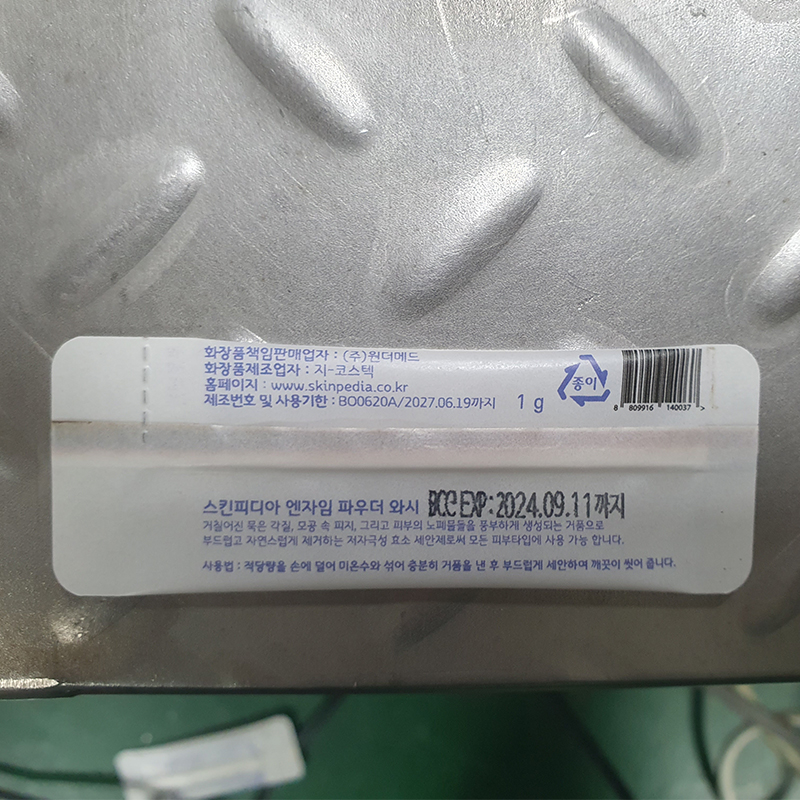 화장품책임판매업자 : (주)원더메드
화장품제조업자 : 지-코스텍
홈페이지 : www.skinpedia.co.kr
제조번호 및 사용기한 : BO0620A/2027.06.19까지
1 g
종이
8 809916 140037 >
스킨피디아 엔자임 파우더 와시 BCC EXP:2024.09.11까지
거칠어진 묵은 각질, 모공 속 피지, 그리고 피부의 노폐물들을 풍부하게 생성되는 거품으로
부드럽고 자연스럽게 제거하는 저자극성 효소 세안제로써 모든 피부타입에 사용 가능 합니다.
사용법 : 적당량을 손에 덜어 미온수와 섞어 충분히 거품을 낸 후 부드럽게 세안하며 깨끗이 씻어 줍니다.